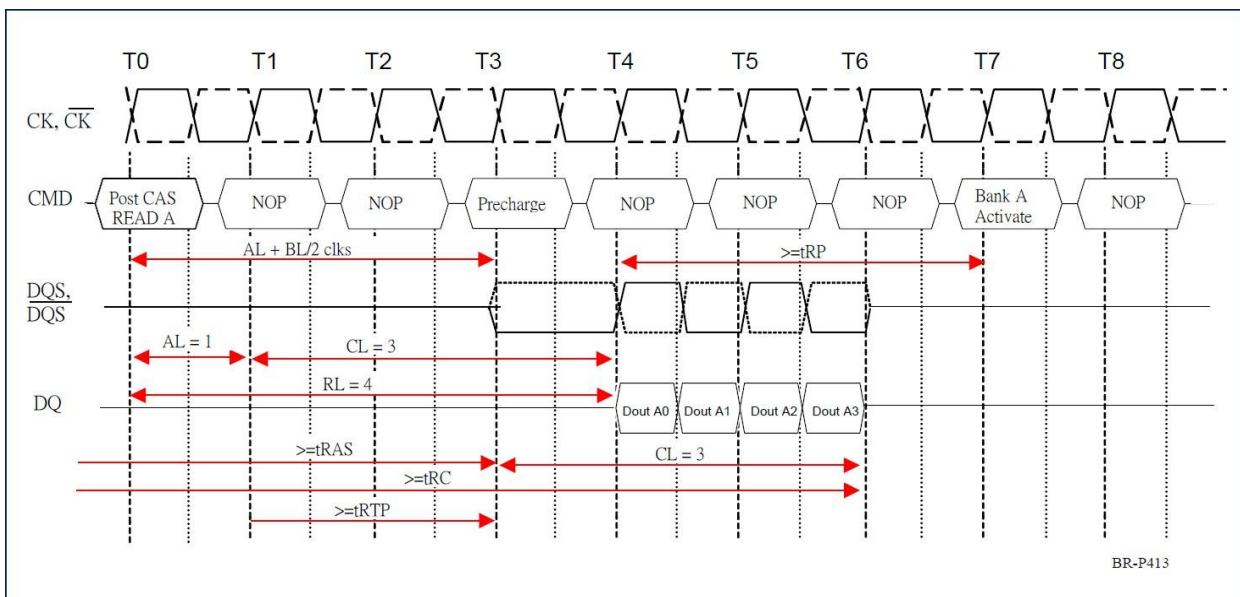 T0 T1 T2 T3 T4 T5 T6 T7 T8
CK, CK
CMD Post CAS READ A NOP NOP Precharge NOP NOP NOP Bank A Activate NOP
AL + BL/2 clks >=tRP
DQS,
DQS
AL = 1 CL = 3
RL = 4
DQ Dout A0 Dout A1 Dout A2 Dout A3
>=tRAS CL = 3
>=tRC
>=tRTP
BR-P413